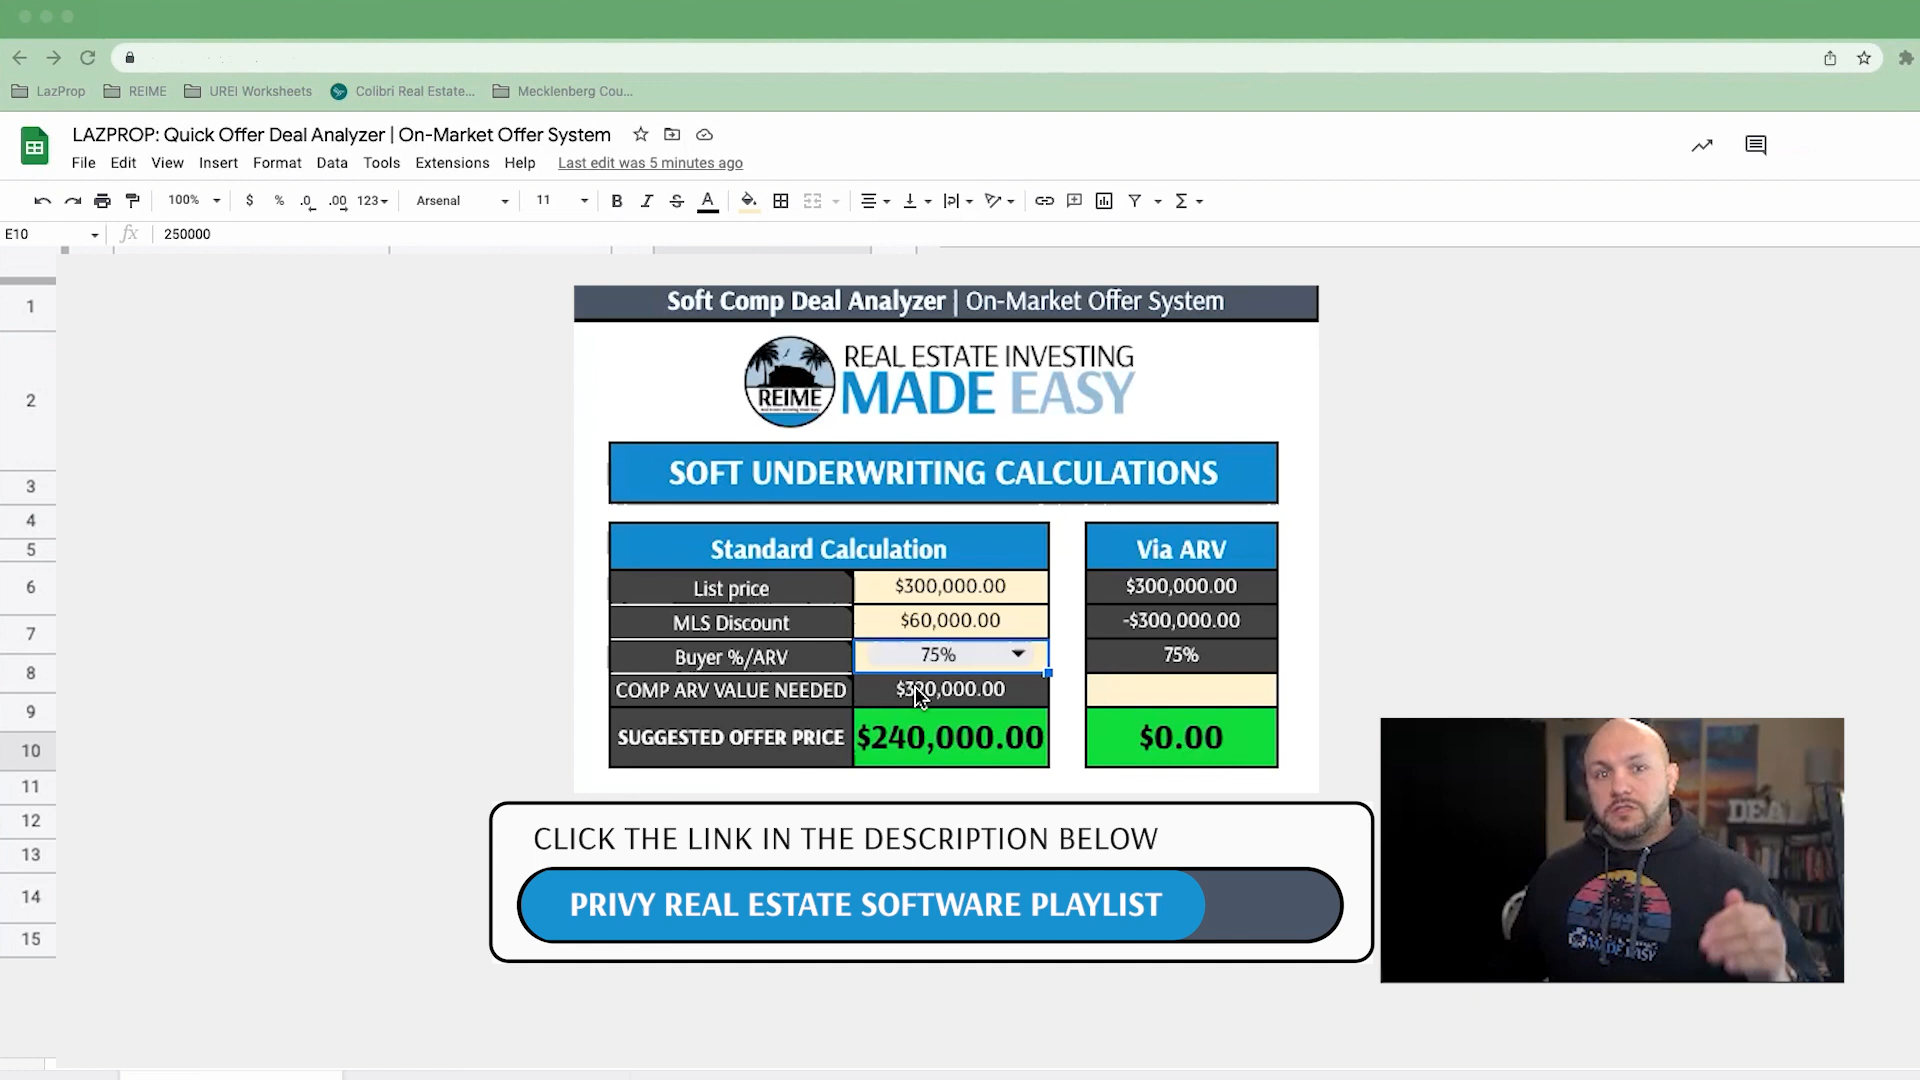 LazProp REIME UREI Worksheets Colibri Real Estate... Mecklenberg Cou...
LAZPROP: Quick Offer Deal Analyzer | On-Market Offer System
File Edit View Insert Format Data Tools Extensions Help Last edit was 5 minutes ago
100% $ % .0 .00 123 Arsenal 11 B I S A
E10 fx 250000
1
2
3
4
5
6
7
8
9
10
11
12
13
14
15
Soft Comp Deal Analyzer | On-Market Offer System
REIME
REAL ESTATE INVESTING
MADE EASY
SOFT UNDERWRITING CALCULATIONS
Standard Calculation Via ARV
List price $300,000.00 $300,000.00
MLS Discount $60,000.00 -$300,000.00
Buyer %/ARV 75% 75%
COMP ARV VALUE NEEDED $320,000.00
SUGGESTED OFFER PRICE $240,000.00 $0.00
CLICK THE LINK IN THE DESCRIPTION BELOW
PRIVY REAL ESTATE SOFTWARE PLAYLIST
DEAL
MADE EASY